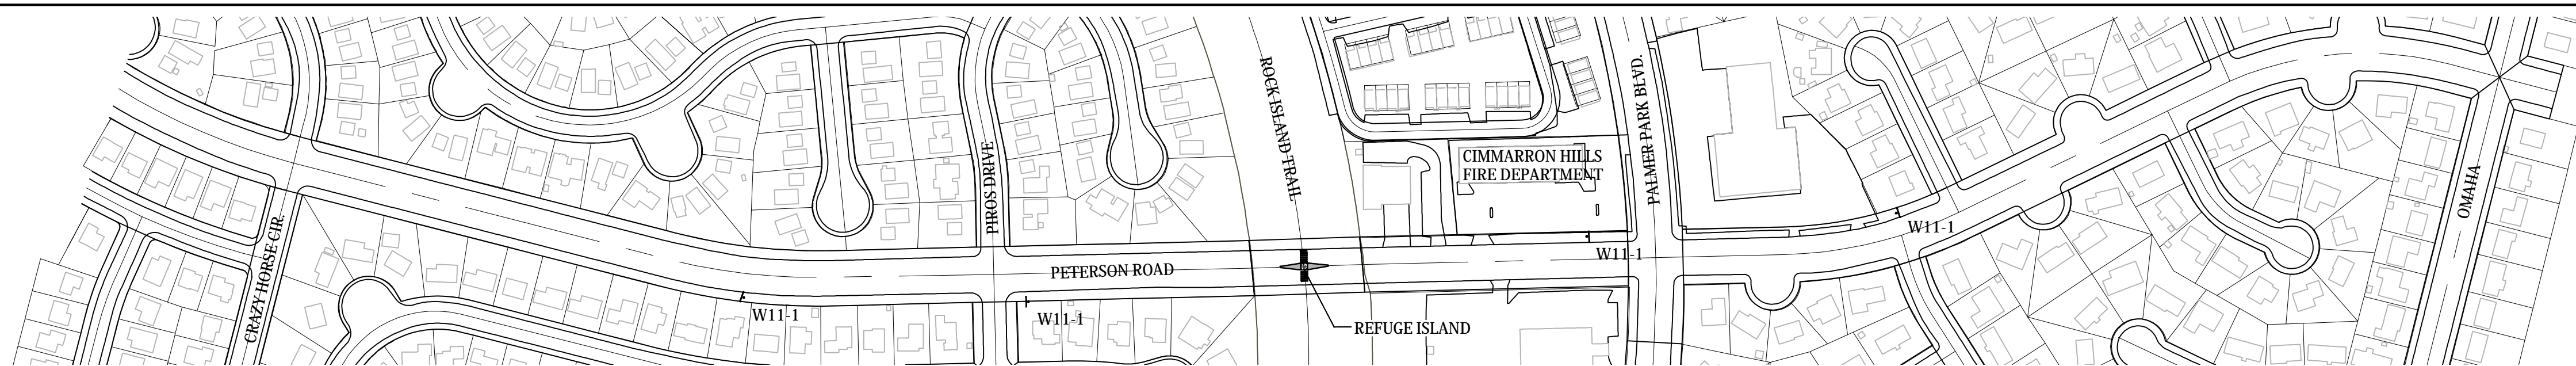 ROCK ISLAND TRAIL
PALMER PARK BLVD.
CIMMARRON HILLS
FIRE DEPARTMENT
PIROS DRIVE
OMAHA
CRAZY HORSE CIR.
W11-1
W11-1
PETERSON ROAD
W11-1
W11-1
REFUGE ISLAND